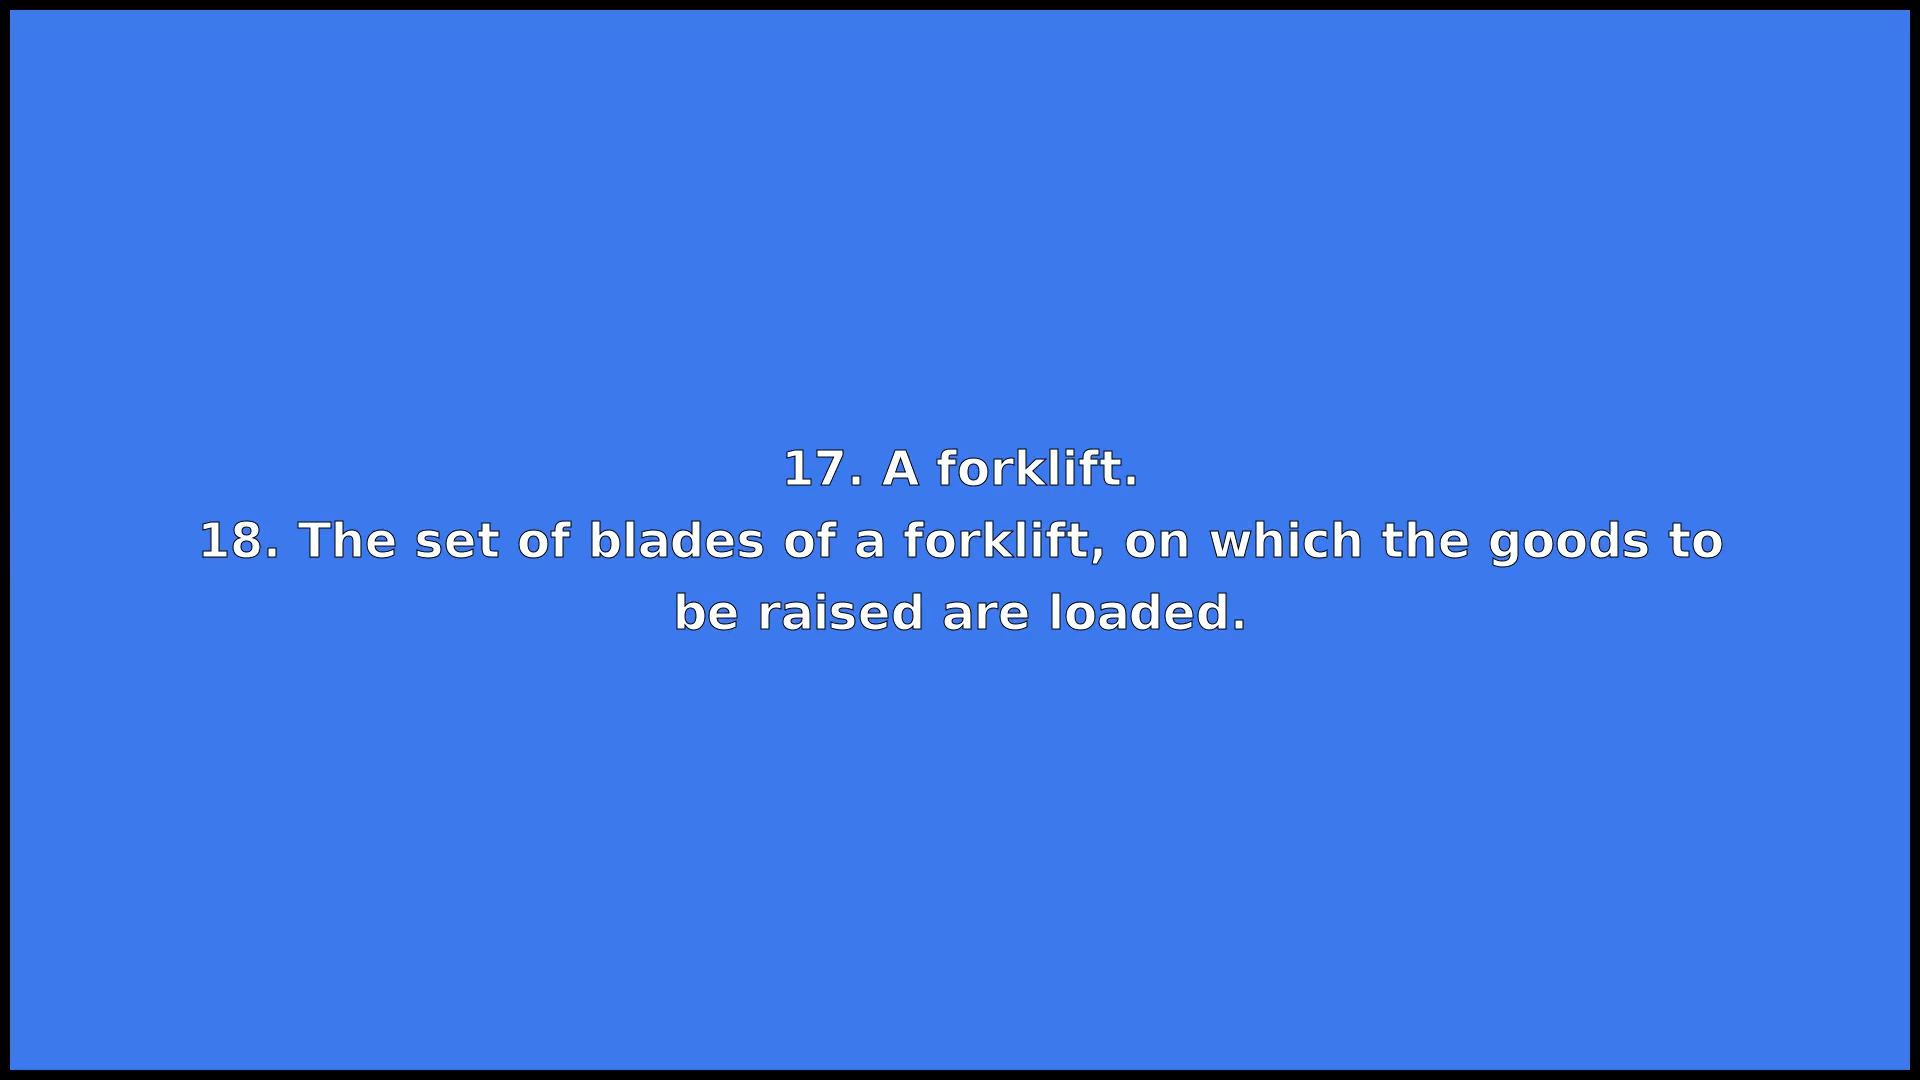 17. A forklift.
18. The set of blades of a forklift, on which the goods to
be raised are loaded.